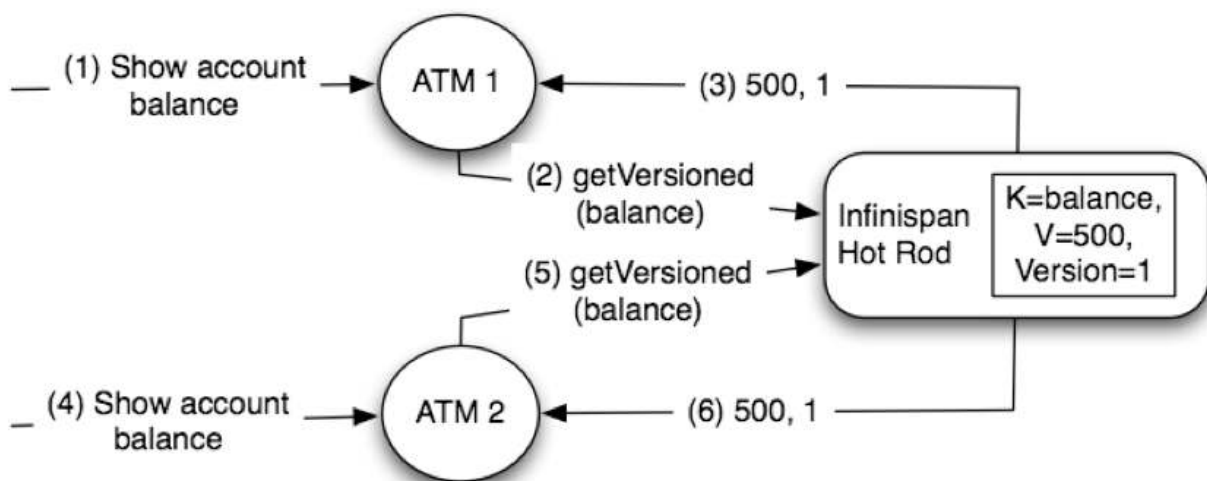 (1) Show account
balance
ATM 1
(3) 500, 1
(2) getVersioned
(balance)
Infinispan
Hot Rod
K=balance,
V=500,
Version=1
(5) getVersioned
(balance)
(4) Show account
balance
ATM 2
(6) 500, 1